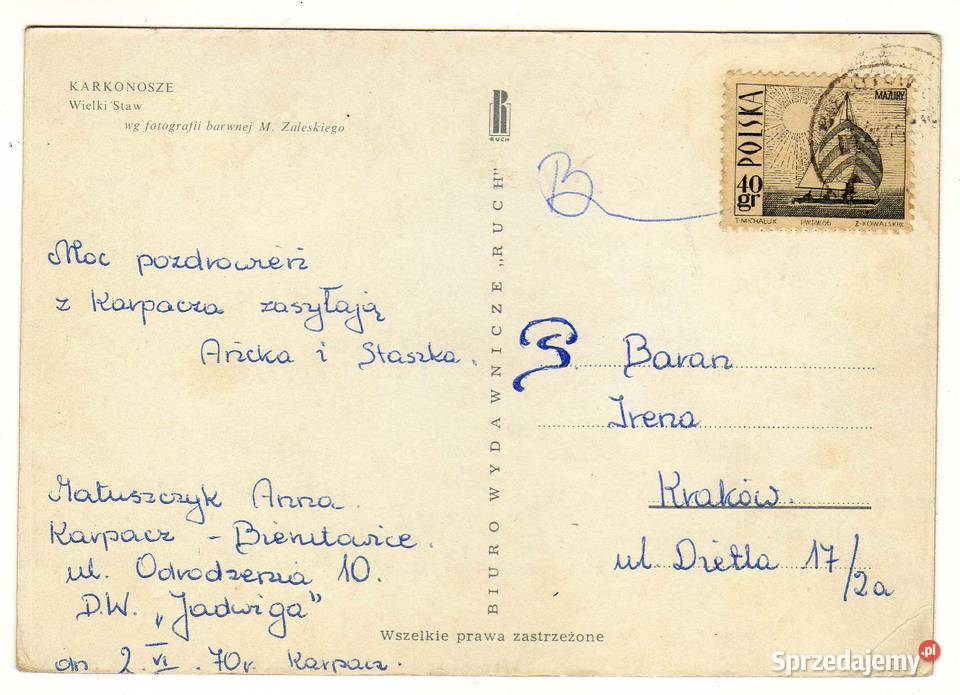 KARKONOSZE
Wielki Staw
wg fotografii barwnej M. Zaleskiego
RUCH
BIURO WYDAWNICZE „RUCH"
POLSKA
MAZURY
40 gr
T. MICHALUK PWPW 66 Z. KOWALSKI
B
Moc pozdrowień
z Karpacza zasyłają
Ańcka i Staszka.
Matuszczyk Anna.
Karpacz - Bierutowice.
ul. Odrodzenia 10.
D.W. „Jadwiga"
dn 2.VI.70r. Karpacz.
S. Baran
Irena
Kraków.
ul Dietla 17/2a
Wszelkie prawa zastrzeżone
Sprzedajemy.pl